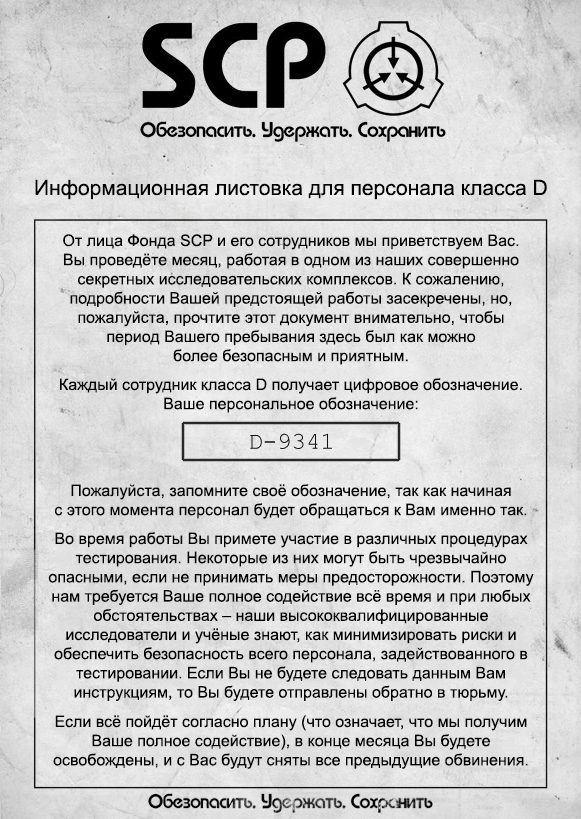 SCP
Обезопасить. Удержать. Сохранить
Информационная листовка для персонала класса D
От лица Фонда SCP и его сотрудников мы приветствуем Вас.
Вы проведёте месяц, работая в одном из наших совершенно
секретных исследовательских комплексов. К сожалению,
подробности Вашей предстоящей работы засекречены, но,
пожалуйста, прочтите этот документ внимательно, чтобы
период Вашего пребывания здесь был как можно
более безопасным и приятным.
Каждый сотрудник класса D получает цифровое обозначение.
Ваше персональное обозначение:
D-9341
Пожалуйста, запомните своё обозначение, так как начиная
с этого момента персонал будет обращаться к Вам именно так.
Во время работы Вы примете участие в различных процедурах
тестирования. Некоторые из них могут быть чрезвычайно
опасными, если не принимать меры предосторожности. Поэтому
нам требуется Ваше полное содействие всё время и при любых
обстоятельствах – наши высококвалифицированные
исследователи и учёные знают, как минимизировать риски и
обеспечить безопасность всего персонала, задействованного в
тестировании. Если Вы не будете следовать данным Вам
инструкциям, то Вы будете отправлены обратно в тюрьму.
Если всё пойдёт согласно плану (что означает, что мы получим
Ваше полное содействие), в конце месяца Вы будете
освобождены, и с Вас будут сняты все предыдущие обвинения.
Обезопасить. Удержать. Сохранить